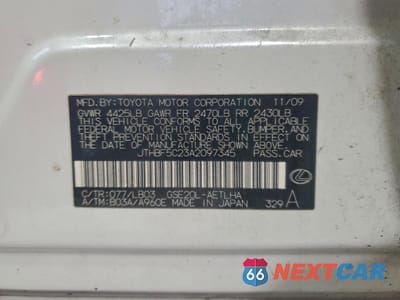 MFD. BY: TOYOTA MOTOR CORPORATION 11/09
GVWR 4425LB GAWR FR 2470LB RR 2430LB
THIS VEHICLE CONFORMS TO ALL APPLICABLE
FEDERAL MOTOR VEHICLE SAFETY, BUMPER, AND
THEFT PREVENTION STANDARDS IN EFFECT ON
THE DATE OF MANUFACTURE SHOWN ABOVE.
JTHBF5C23A2097345 PASS.CAR
C/TR:077/LB03 GSE20L-AETLHA
A/TM:B03A/A960E MADE IN JAPAN 329 A
66 NEXTCAR